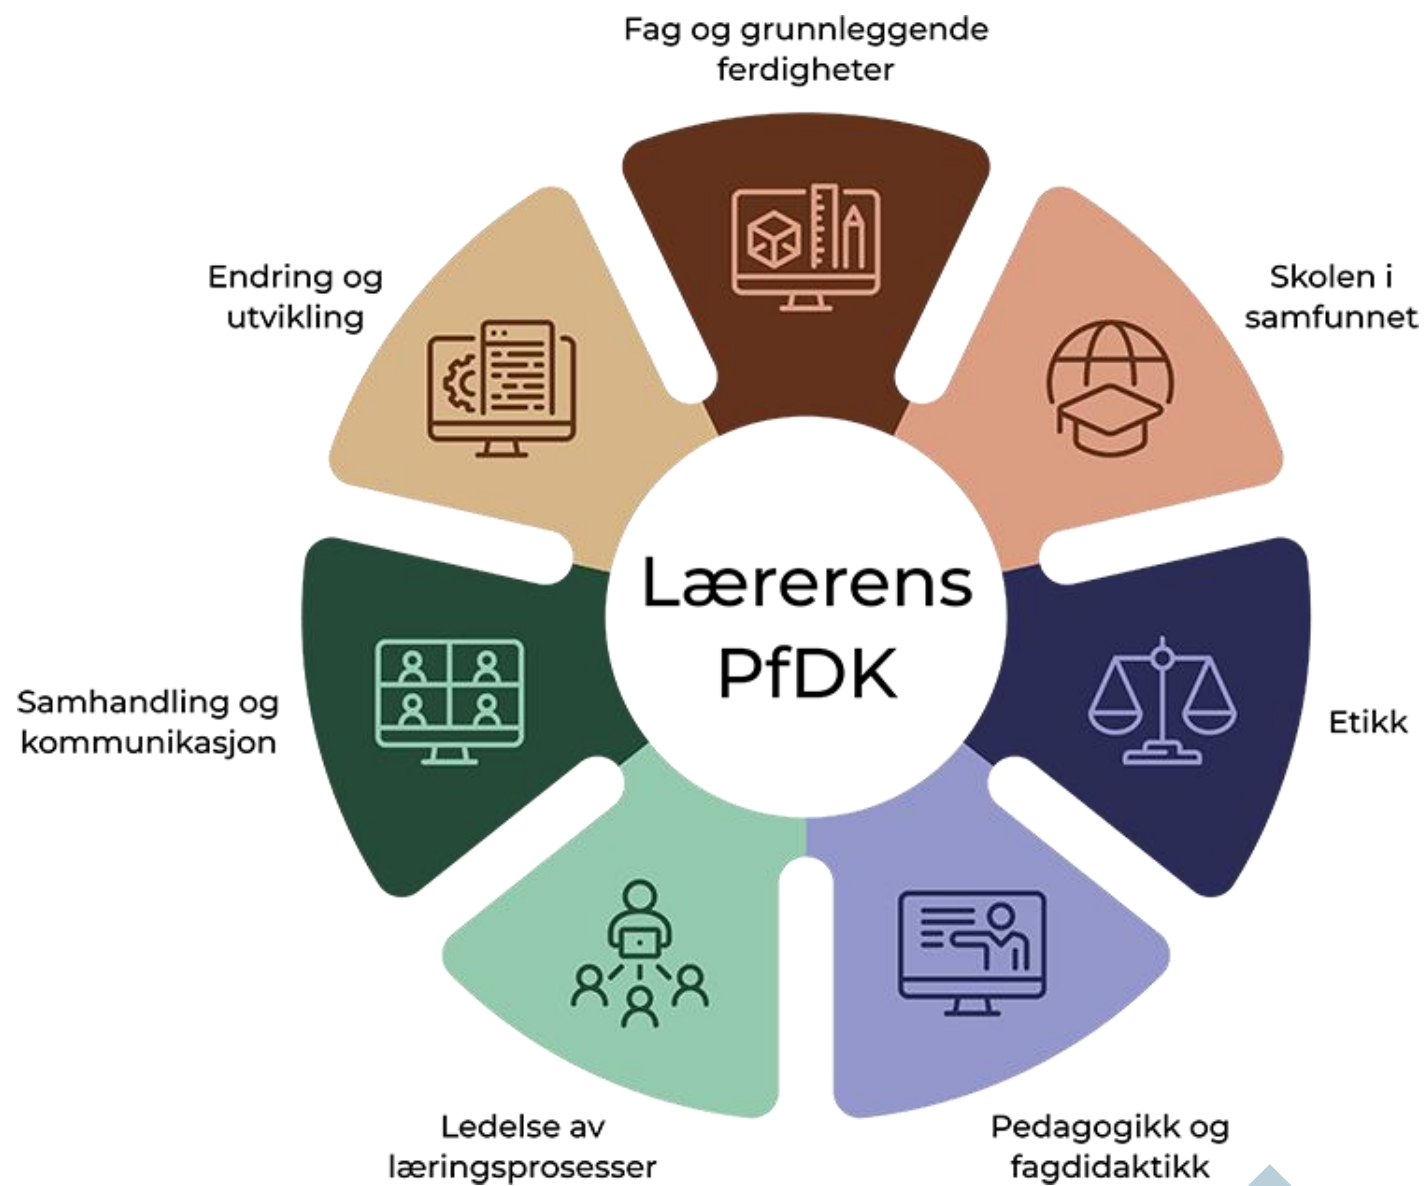 Fag og grunnleggende
ferdigheter
Skolen i
samfunnet
Etikk
Pedagogikk og
fagdidaktikk
Ledelse av
læringsprosesser
Samhandling og
kommunikasjon
Endring og
utvikling
Lærerens
PfDK